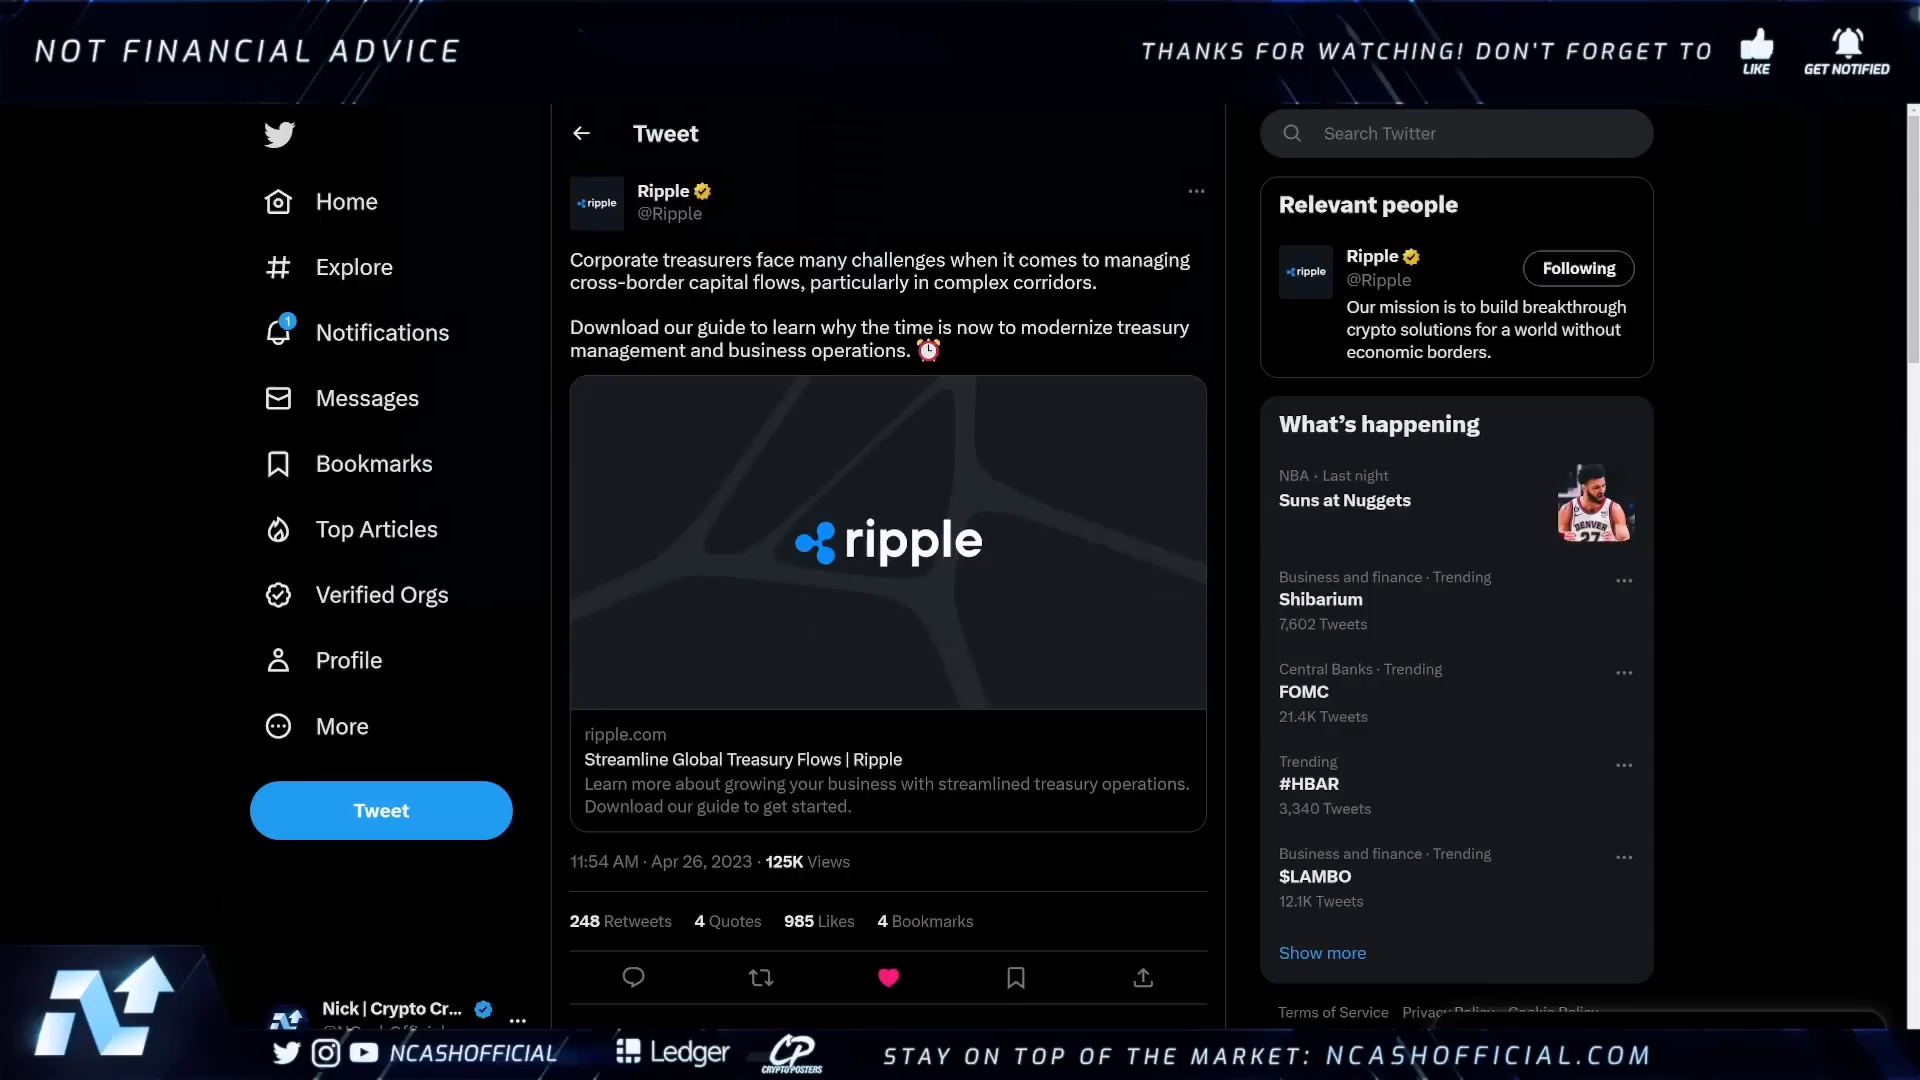 NOT FINANCIAL ADVICE
THANKS FOR WATCHING! DON'T FORGET TO
LIKE
GET NOTIFIED
Home
Explore
1
Notifications
Messages
Bookmarks
Top Articles
Verified Orgs
Profile
More
Tweet
Nick | Crypto Cr...
Tweet
ripple
Ripple
@Ripple
Corporate treasurers face many challenges when it comes to managing
cross-border capital flows, particularly in complex corridors.
Download our guide to learn why the time is now to modernize treasury
management and business operations. ⏰
ripple
ripple.com
Streamline Global Treasury Flows | Ripple
Learn more about growing your business with streamlined treasury operations.
Download our guide to get started.
11:54 AM · Apr 26, 2023 · 125K Views
248 Retweets 4 Quotes 985 Likes 4 Bookmarks
Search Twitter
Relevant people
ripple
Ripple
@Ripple
Following
Our mission is to build breakthrough
crypto solutions for a world without
economic borders.
What's happening
NBA · Last night
Suns at Nuggets
DENVER
27
Business and finance · Trending
Shibarium
7,602 Tweets
Central Banks · Trending
FOMC
21.4K Tweets
Trending
#HBAR
3,340 Tweets
Business and finance · Trending
$LAMBO
12.1K Tweets
Show more
Terms of Service Privacy Policy Cookie Policy
NCASHOFFICIAL
Ledger
CP
CRYPTOPOSTERS
STAY ON TOP OF THE MARKET: NCASHOFFICIAL.COM